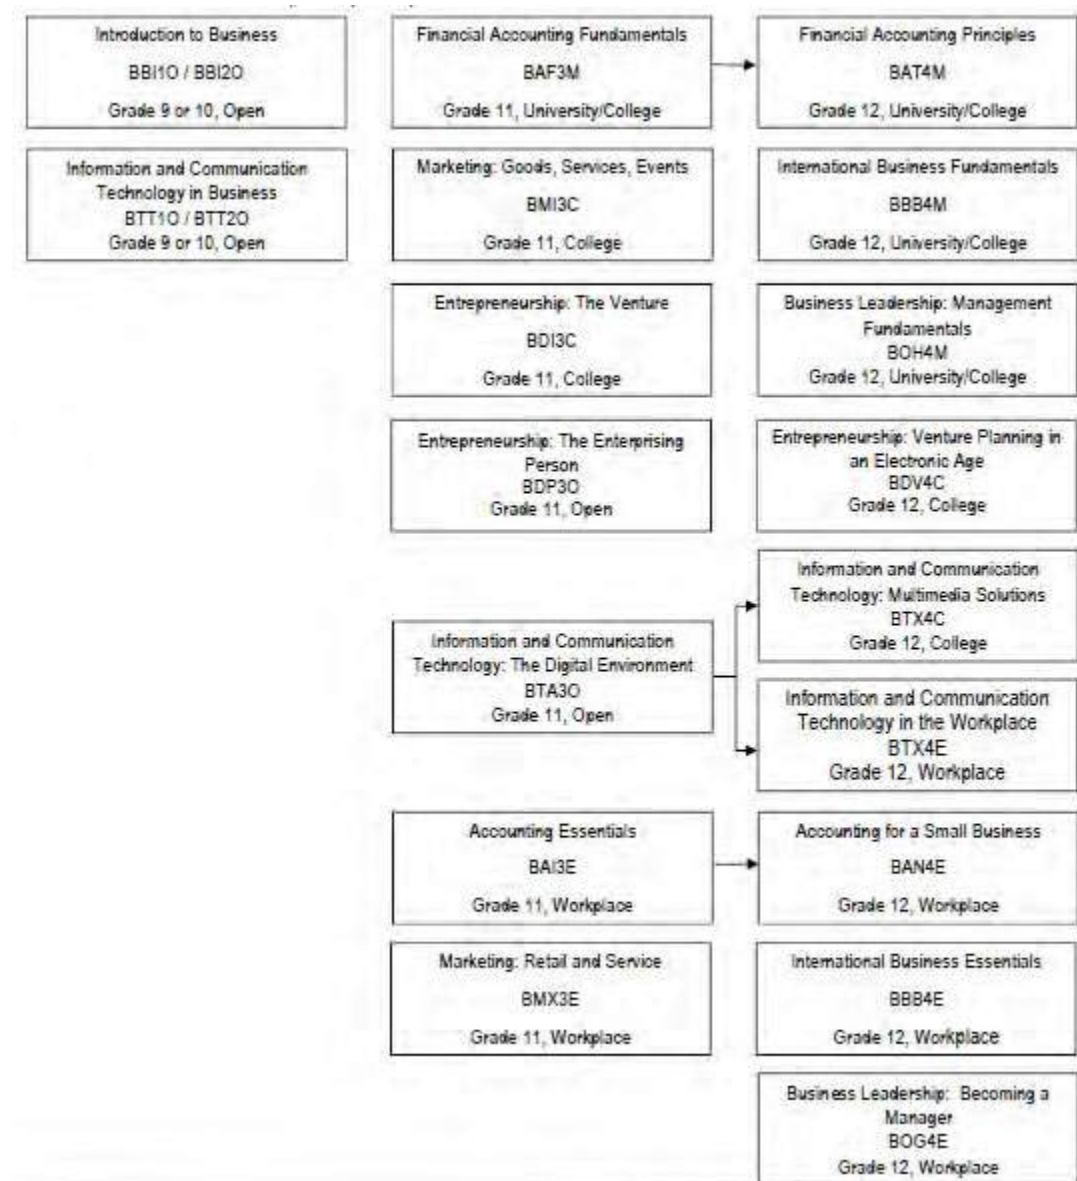 Introduction to Business
BBI1O / BBI2O
Grade 9 or 10, Open
Information and Communication
Technology in Business
BTT1O / BTT2O
Grade 9 or 10, Open
Financial Accounting Fundamentals
BAF3M
Grade 11, University/College
Financial Accounting Principles
BAT4M
Grade 12, University/College
Marketing: Goods, Services, Events
BMI3C
Grade 11, College
International Business Fundamentals
BBB4M
Grade 12, University/College
Entrepreneurship: The Venture
BDI3C
Grade 11, College
Business Leadership: Management
Fundamentals
BOH4M
Grade 12, University/College
Entrepreneurship: The Enterprising
Person
BDP3O
Grade 11, Open
Entrepreneurship: Venture Planning in
an Electronic Age
BDV4C
Grade 12, College
Information and Communication
Technology: The Digital Environment
BTA3O
Grade 11, Open
Information and Communication
Technology: Multimedia Solutions
BTX4C
Grade 12, College
Information and Communication
Technology in the Workplace
BTX4E
Grade 12, Workplace
Accounting Essentials
BAI3E
Grade 11, Workplace
Accounting for a Small Business
BAN4E
Grade 12, Workplace
Marketing: Retail and Service
BMX3E
Grade 11, Workplace
International Business Essentials
BBB4E
Grade 12, Workplace
Business Leadership: Becoming a
Manager
BOG4E
Grade 12, Workplace